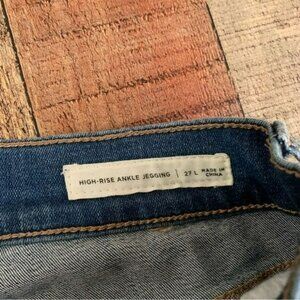 HIGH-RISE ANKLE JEGGING | 27 L | MADE IN
CHINA